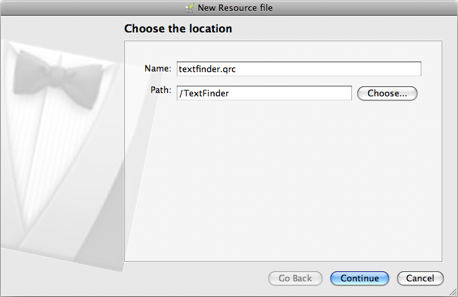 New Resource file
Choose the location
Name: textfinder.qrc
Path: /TextFinder Choose...
Go Back Continue Cancel